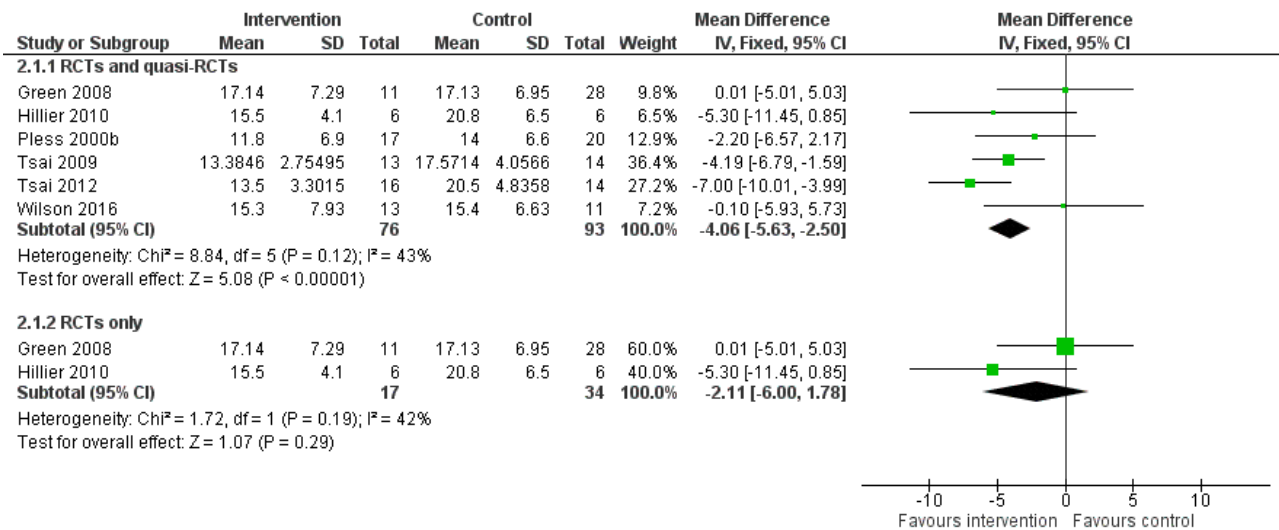 Intervention Control Mean Difference Mean Difference
Study or Subgroup Mean SD Total Mean SD Total Weight IV, Fixed, 95% CI IV, Fixed, 95% CI
2.1.1 RCTs and quasi-RCTs
Green 2008 17.14 7.29 11 17.13 6.95 28 9.8% 0.01 [-5.01, 5.03]
Hillier 2010 15.5 4.1 6 20.8 6.5 6 6.5% -5.30 [-11.45, 0.85]
Pless 2000b 11.8 6.9 17 14 6.6 20 12.9% -2.20 [-6.57, 2.17]
Tsai 2009 13.3846 2.75495 13 17.5714 4.0566 14 36.4% -4.19 [-6.79, -1.59]
Tsai 2012 13.5 3.3015 16 20.5 4.8358 14 27.2% -7.00 [-10.01, -3.99]
Wilson 2016 15.3 7.93 13 15.4 6.63 11 7.2% -0.10 [-5.93, 5.73]
Subtotal (95% CI) 76 93 100.0% -4.06 [-5.63, -2.50]
Heterogeneity: Chi² = 8.84, df = 5 (P = 0.12); I² = 43%
Test for overall effect: Z = 5.08 (P < 0.00001)
2.1.2 RCTs only
Green 2008 17.14 7.29 11 17.13 6.95 28 60.0% 0.01 [-5.01, 5.03]
Hillier 2010 15.5 4.1 6 20.8 6.5 6 40.0% -5.30 [-11.45, 0.85]
Subtotal (95% CI) 17 34 100.0% -2.11 [-6.00, 1.78]
Heterogeneity: Chi² = 1.72, df = 1 (P = 0.19); I² = 42%
Test for overall effect: Z = 1.07 (P = 0.29)
-10 -5 0 5 10
Favours intervention Favours control